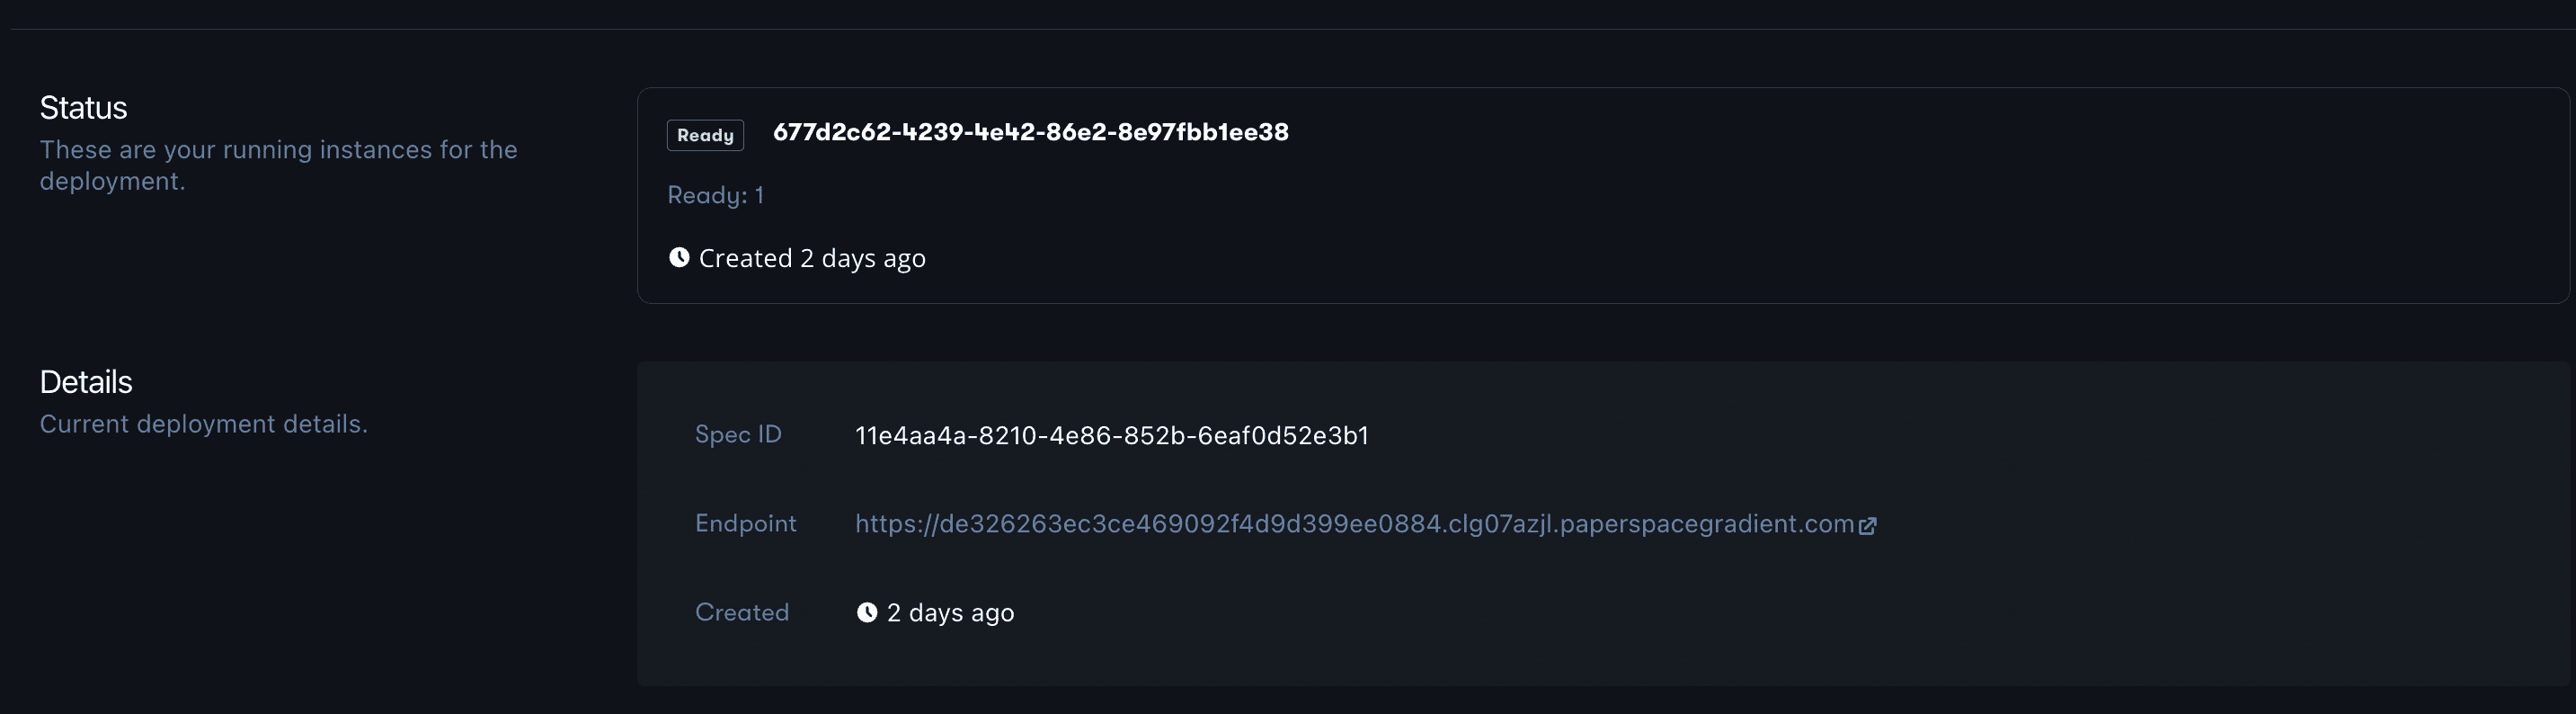 Status
These are your running instances for the
deployment.
Ready 677d2c62-4239-4e42-86e2-8e97fbb1ee38
Ready: 1
Created 2 days ago
Details
Current deployment details.
Spec ID 11e4aa4a-8210-4e86-852b-6eaf0d52e3b1
Endpoint https://de326263ec3ce469092f4d9d399ee0884.clg07azjl.paperspacegradient.com
Created 2 days ago